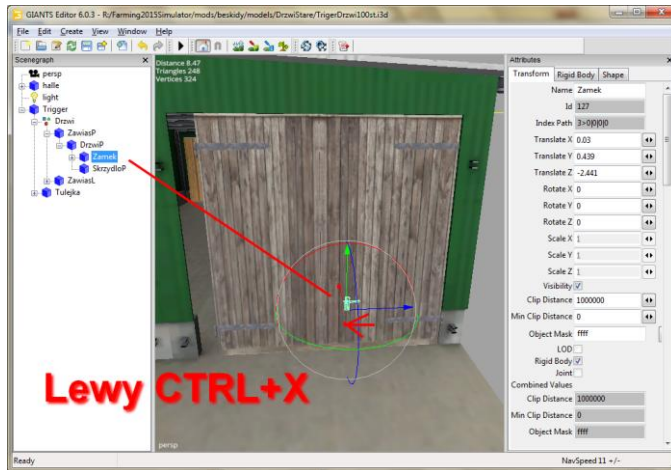 GIANTS Editor 6.0.3 - R:/Farming2015Simulator/mods/beskidy/models/DrzwiStare/TrigerDrzwi100st.i3d
File Edit Create View Window Help
Scenegraph
persp
halle
light
Trigger
Drzwi
ZawiasP
DrzwiP
Zamek
SkrzydloP
ZawiasL
Tulejka
Distance 8.47
Triangles 248
Vertices 324
Lewy CTRL+X
persp
Attributes
Transform Rigid Body Shape
Name Zamek
Id 127
Index Path 3>0|0|0|0
Translate X 0.03
Translate Y 0.439
Translate Z -2.441
Rotate X 0
Rotate Y 0
Rotate Z 0
Scale X 1
Scale Y 1
Scale Z 1
Visibility
Clip Distance 1000000
Min Clip Distance 0
Object Mask ffff
LOD
Rigid Body
Joint
Combined Values
Clip Distance 1000000
Min Clip Distance 0
Object Mask ffff
Ready
NavSpeed 11 +/-